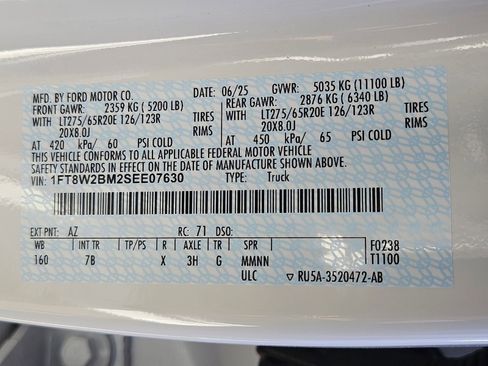 MFD. BY FORD MOTOR CO. 06/25 GVWR: 5035 KG (11100 LB)
FRONT GAWR: 2359 KG ( 5200 LB) REAR GAWR: 2876 KG ( 6340 LB)
WITH LT275/65R20E 126/123R TIRES WITH LT275/65R20E 126/123R TIRES
20X8.0J RIMS 20X8.0J RIMS
AT 420 kPa/ 60 PSI COLD AT 450 kPa/ 65 PSI COLD
THIS VEHICLE CONFORMS TO ALL APPLICABLE FEDERAL MOTOR VEHICLE
SAFETY STANDARDS IN EFFECT ON THE DATE OF MANUFACTURE SHOWN ABOVE.
VIN: 1FT8W2BM2SEE07630 TYPE: Truck
EXT PNT: AZ RC: 71 DSO:
WB INT TR TP/PS R AXLE TR SPR F0238
160 7B X 3H G MMNN T1100
ULC RU5A-3520472-AB